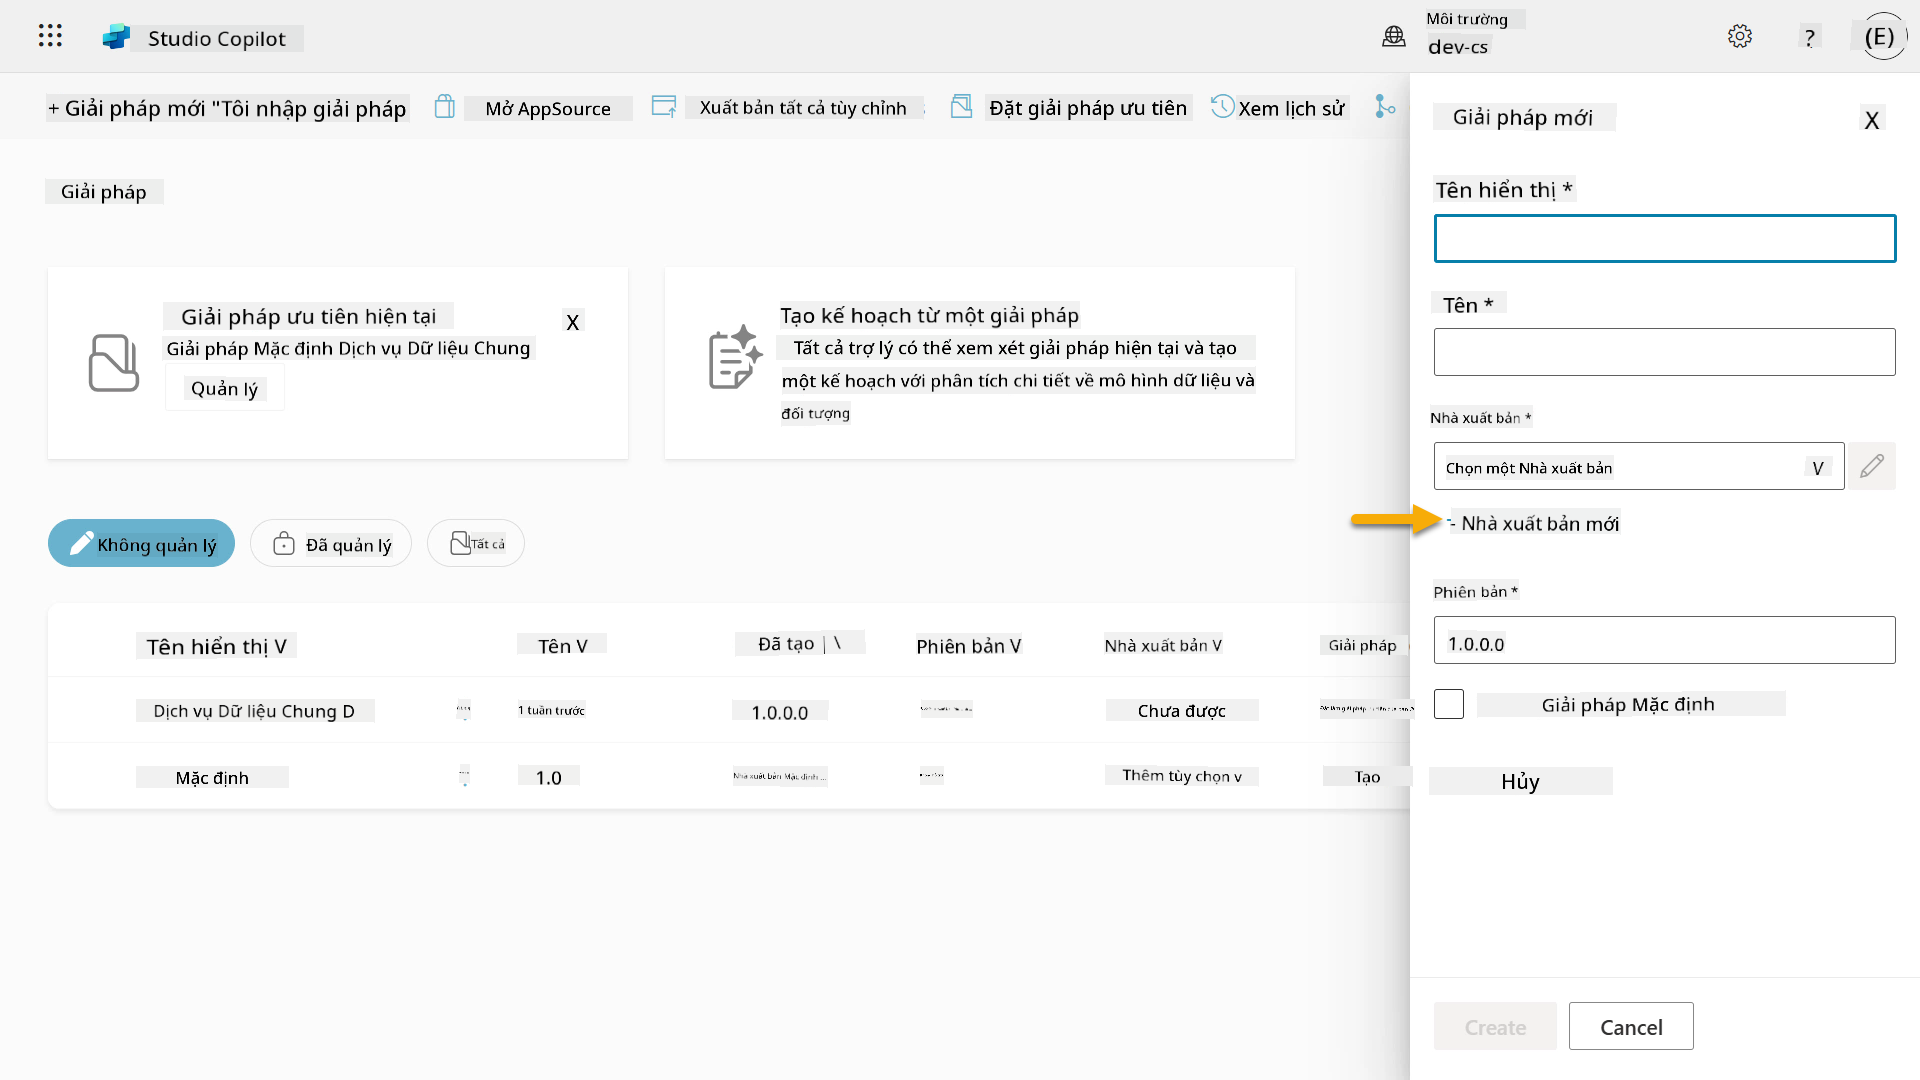 Studio Copilot
Môi trường
dev-cs
?
(E)
+ Giải pháp mới "Tôi nhập giải pháp
Mở AppSource
Xuất bản tất cả tùy chỉnh
Đặt giải pháp ưu tiên
Xem lịch sử
Giải pháp
Giải pháp ưu tiên hiện tại
X
Giải pháp Mặc định Dịch vụ Dữ liệu Chung
Quản lý
Tạo kế hoạch từ một giải pháp
Tất cả trợ lý có thể xem xét giải pháp hiện tại và tạo
một kế hoạch với phân tích chi tiết về mô hình dữ liệu và
đối tượng
Không quản lý
Đã quản lý
Tất cả
Tên hiển thị V
Tên V
Đã tạo | \
Phiên bản V
Nhà xuất bản V
Giải pháp
Dịch vụ Dữ liệu Chung D
1 tuần trước
1.0.0.0
Chưa được
Mặc định
1.0
Nhà xuất bản Mặc định ...
Thêm tùy chọn v
Tạo
Giải pháp mới
X
Tên hiển thị *
Tên *
Nhà xuất bản *
Chọn một Nhà xuất bản
V
- Nhà xuất bản mới
Phiên bản *
1.0.0.0
Giải pháp Mặc định
Hủy
Create
Cancel